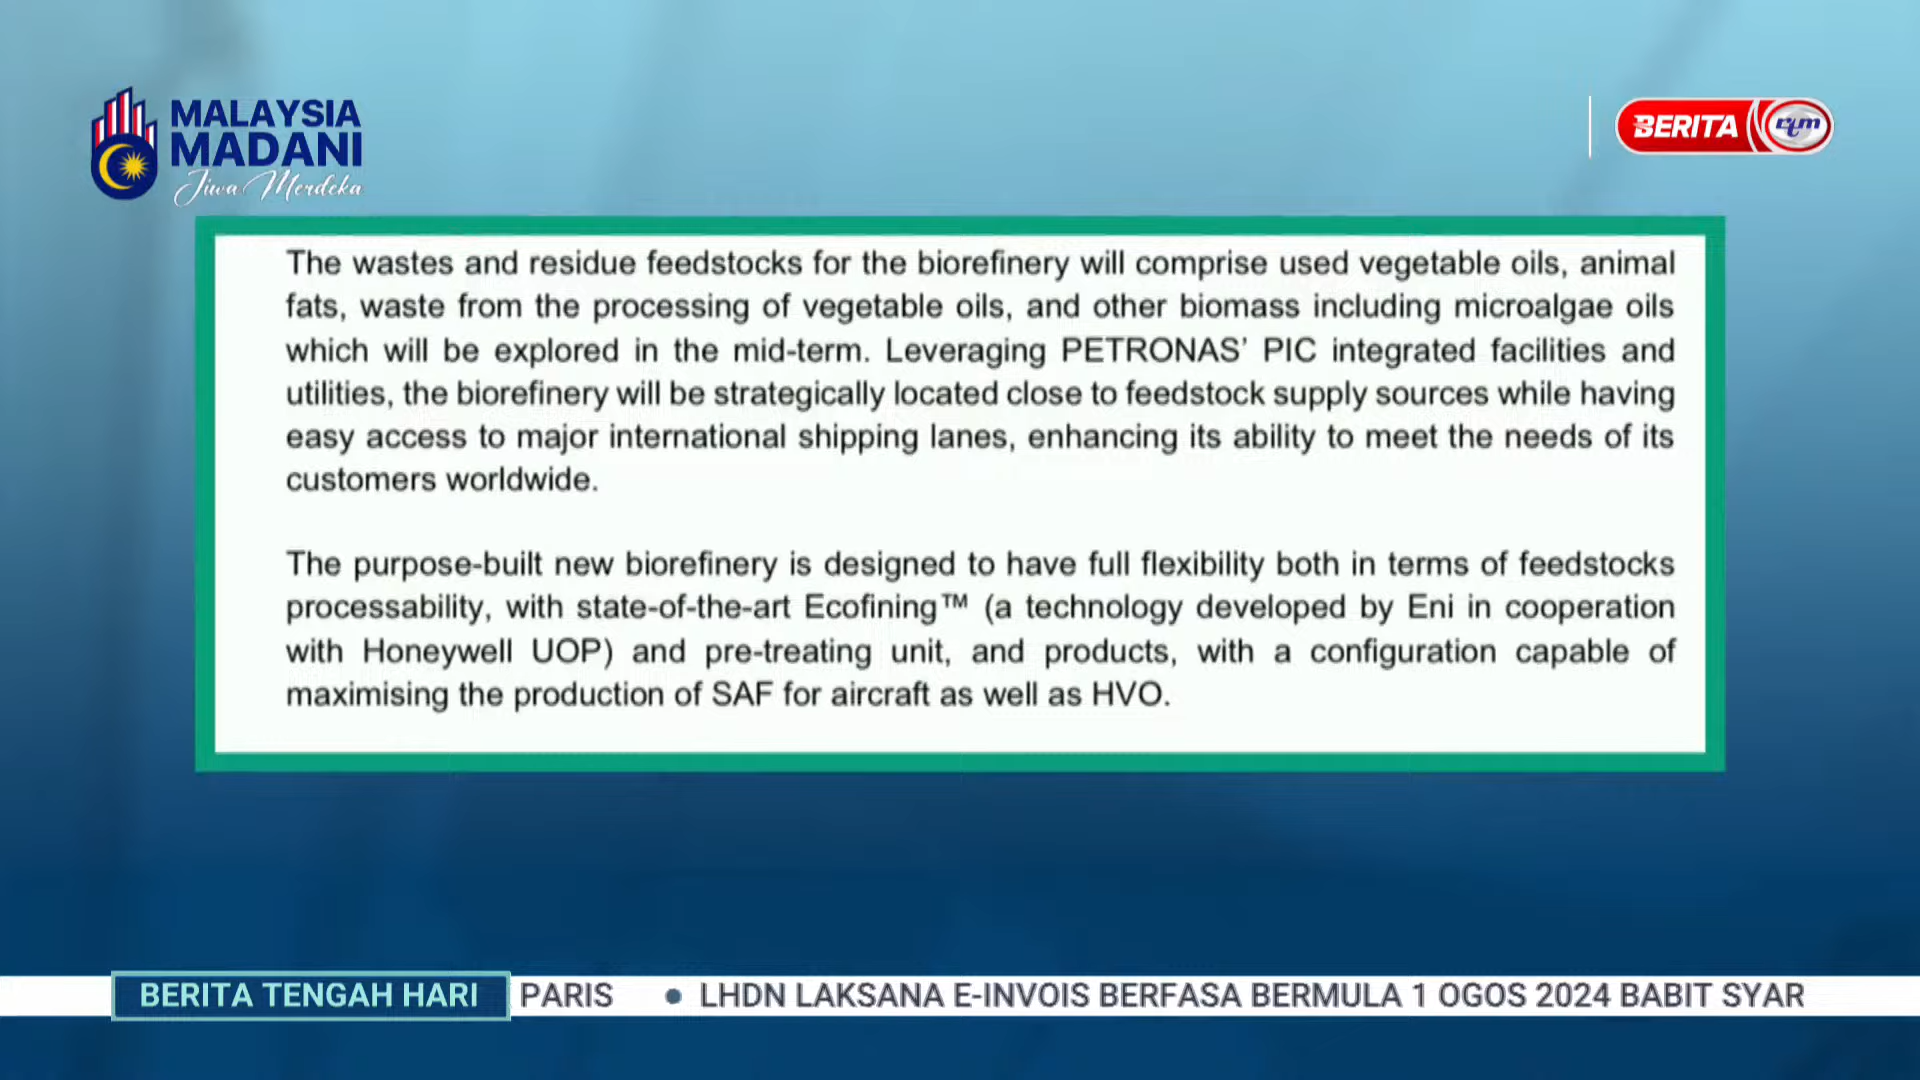 MALAYSIA
MADANI
Jiwa Merdeka
BERITA rtm
The wastes and residue feedstocks for the biorefinery will comprise used vegetable oils, animal
fats, waste from the processing of vegetable oils, and other biomass including microalgae oils
which will be explored in the mid-term. Leveraging PETRONAS’ PIC integrated facilities and
utilities, the biorefinery will be strategically located close to feedstock supply sources while having
easy access to major international shipping lanes, enhancing its ability to meet the needs of its
customers worldwide.
The purpose-built new biorefinery is designed to have full flexibility both in terms of feedstocks
processability, with state-of-the-art Ecofining™ (a technology developed by Eni in cooperation
with Honeywell UOP) and pre-treating unit, and products, with a configuration capable of
maximising the production of SAF for aircraft as well as HVO.
BERITA TENGAH HARI PARIS • LHDN LAKSANA E-INVOIS BERFASA BERMULA 1 OGOS 2024 BABIT SYAR